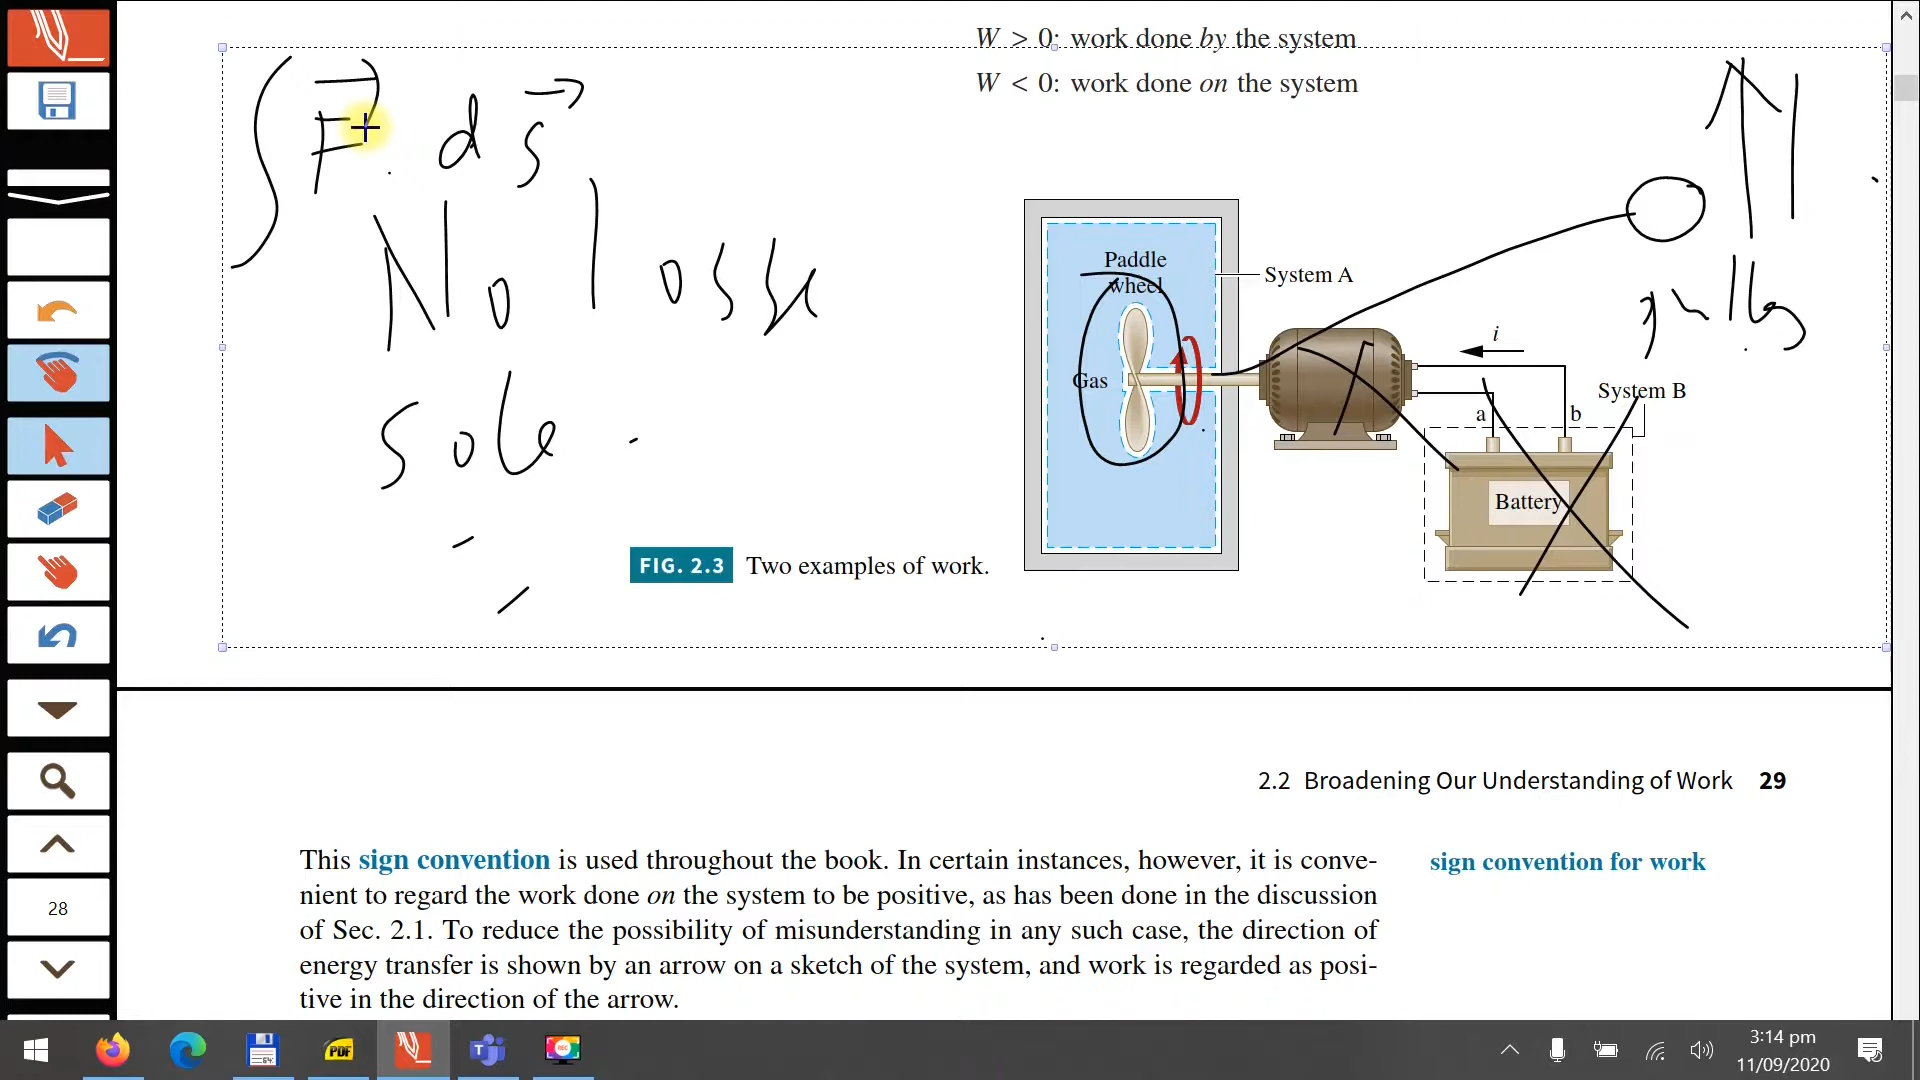 W > 0: work done by the system
W < 0: work done on the system
∫ F⃗ . d s⃗
No losse
sole
Paddle
wheel
System A
Gas
i
System B
a
b
Battery
FIG. 2.3 Two examples of work.
2.2 Broadening Our Understanding of Work 29
This sign convention is used throughout the book. In certain instances, however, it is conve-
nient to regard the work done on the system to be positive, as has been done in the discussion
of Sec. 2.1. To reduce the possibility of misunderstanding in any such case, the direction of
energy transfer is shown by an arrow on a sketch of the system, and work is regarded as posi-
tive in the direction of the arrow.
sign convention for work
28
64
PDF
T
REC
3:14 pm
11/09/2020